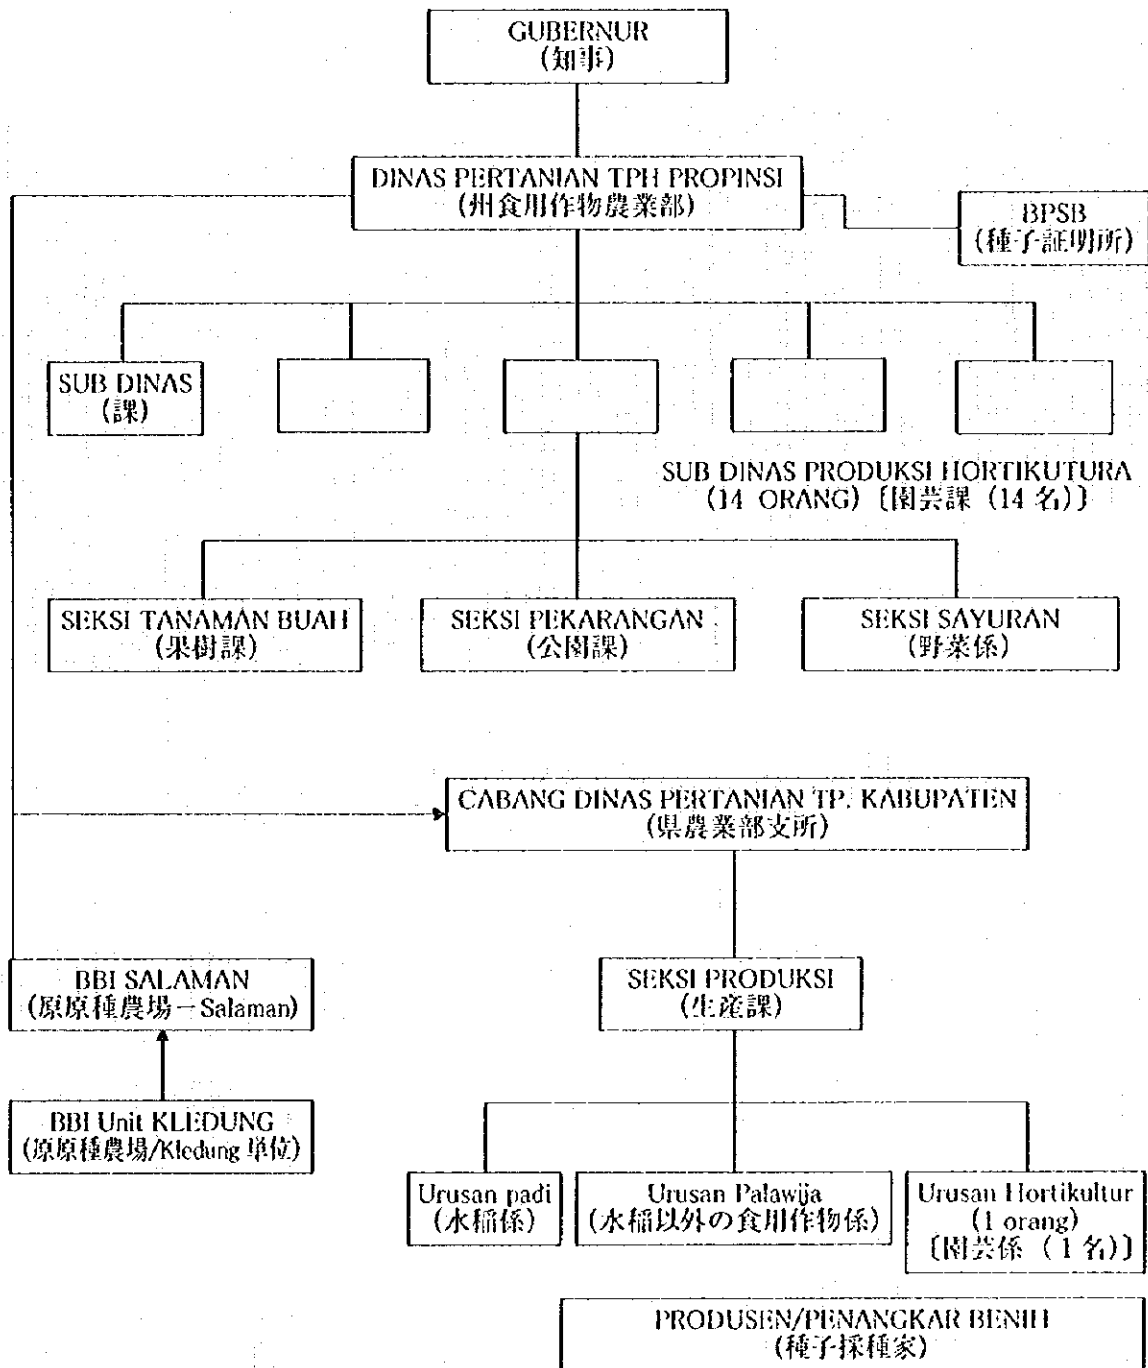 GUBERNUR
(知事)
DINAS PERTANIAN TPH PROPINSI
(州食用作物農業部)
BPSB
(種子証明所)
SUB DINAS
(課)
SUB DINAS PRODUKSI HORTIKUTURA
(14 ORANG) 〔園芸課 (14 名)〕
SEKSI TANAMAN BUAH
(果樹課)
SEKSI PEKARANGAN
(公園課)
SEKSI SAYURAN
(野菜係)
CABANG DINAS PERTANIAN TP. KABUPATEN
(県農業部支所)
BBI SALAMAN
(原原種農場－Salaman)
SEKSI PRODUKSI
(生産課)
BBI Unit KLEDUNG
(原原種農場/Kledung 単位)
Urusan padi
(水稲係)
Urusan Palawija
(水稲以外の食用作物係)
Urusan Hortikultur
(1 orang)
〔園芸係 (1 名)〕
PRODUSEN/PENANGKAR BENIH
(種子採種家)